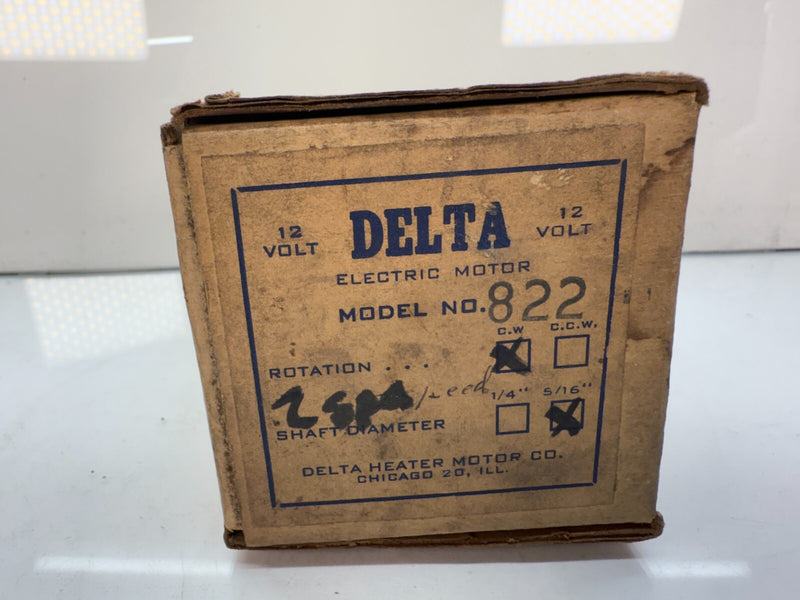 12 VOLT DELTA 12 VOLT
ELECTRIC MOTOR
MODEL NO. 822
C.W C.C.W.
ROTATION . . .
2 SP
1/4" 5/16"
SHAFT DIAMETER
DELTA HEATER MOTOR CO.
CHICAGO 20, ILL.